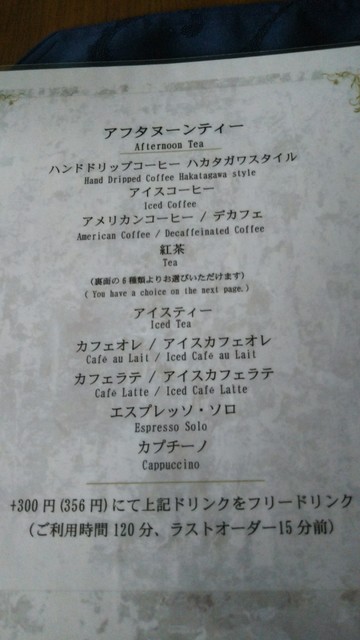 アフタヌーンティー
Afternoon Tea
ハンドドリップコーヒー ハカタガワスタイル
Hand Dripped Coffee Hakatagawa style
アイスコーヒー
Iced Coffee
アメリカンコーヒー / デカフェ
American Coffee / Decaffeinated Coffee
紅茶
Tea
(裏面の6種類よりお選びいただけます)
( You have a choice on the next page.)
アイスティー
Iced Tea
カフェオレ / アイスカフェオレ
Café au Lait / Iced Café au Lait
カフェラテ / アイスカフェラテ
Café Latte / Iced Café Latte
エスプレッソ・ソロ
Espresso Solo
カプチーノ
Cappuccino
+300円(356円)にて上記ドリンクをフリードリンク
(ご利用時間120分、ラストオーダー15分前)